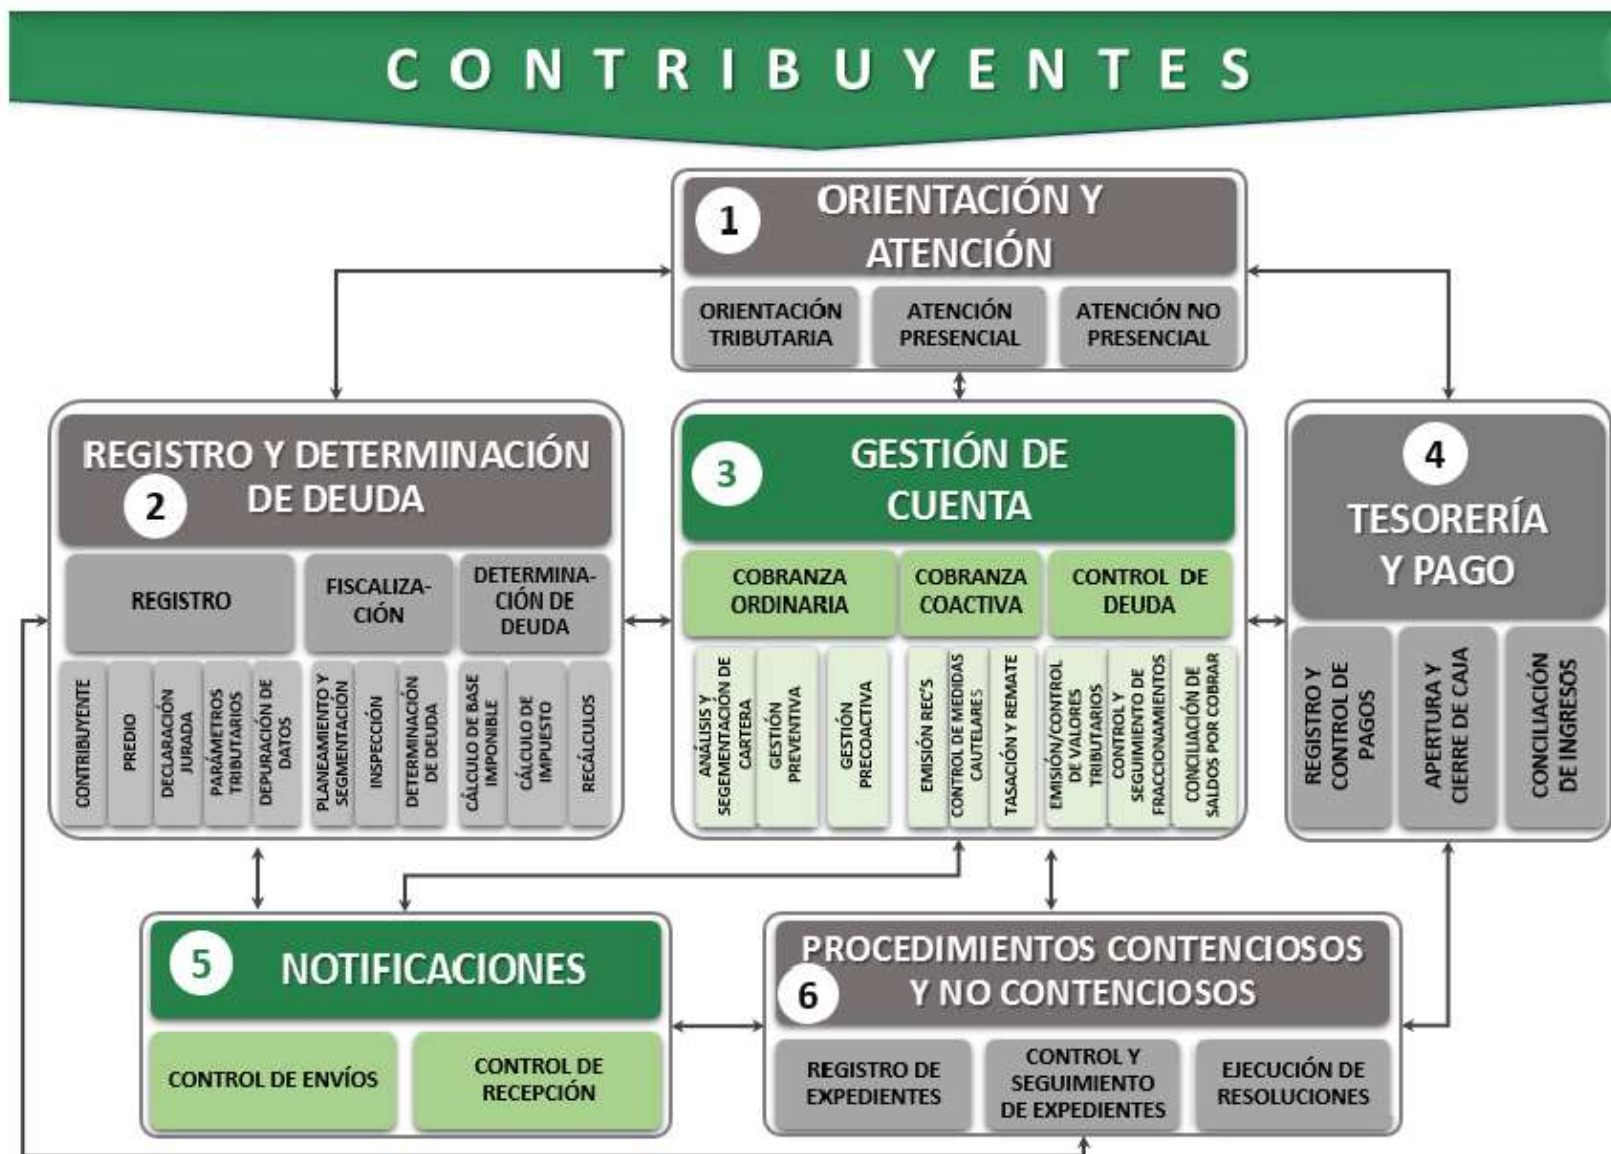 CONTRIBUYENTES
1
ORIENTACIÓN Y
ATENCIÓN
ORIENTACIÓN
TRIBUTARIA
ATENCIÓN
PRESENCIAL
ATENCIÓN NO
PRESENCIAL
REGISTRO Y DETERMINACIÓN
DE DEUDA
2
REGISTRO
FISCALIZA-
CIÓN
DETERMINA-
CIÓN DE
DEUDA
CONTRIBUYENTE
PREDIO
DECLARACIÓN
JURADA
PARÁMETROS
TRIBUTARIOS
DEPURACIÓN DE
DATOS
PLANEAMIENTO Y
SEGMENTACIÓN
INSPECCIÓN
DETERMINACIÓN
DE DEUDA
CÁLCULO DE BASE
IMPONIBLE
CÁLCULO DE
IMPUESTO
RECÁLCULOS
3
GESTIÓN DE
CUENTA
COBRANZA
ORDINARIA
COBRANZA
COACTIVA
CONTROL DE
DEUDA
ANÁLISIS Y
SEGEMENTACIÓN DE
CARTERA
GESTIÓN
PREVENTIVA
GESTIÓN
PRECOACTIVA
EMISIÓN REC'S
CONTROL DE MEDIDAS
CAUTELARES
TASACIÓN Y REMATE
EMISIÓN/CONTROL
DE VALORES
TRIBUTARIOS
CONTROL Y
SEGUIMIENTO DE
FRACCIONAMIENTOS
CONCILIACIÓN DE
SALDOS POR COBRAR
4
TESORERÍA
Y PAGO
REGISTRO Y
CONTROL DE
PAGOS
APERTURA Y
CIERRE DE CAJA
CONCILIACIÓN
DE INGRESOS
5
NOTIFICACIONES
CONTROL DE ENVÍOS
CONTROL DE
RECEPCIÓN
PROCEDIMIENTOS CONTENCIOSOS
Y NO CONTENCIOSOS
6
REGISTRO DE
EXPEDIENTES
CONTROL Y
SEGUIMIENTO
DE EXPEDIENTES
EJECUCIÓN DE
RESOLUCIONES